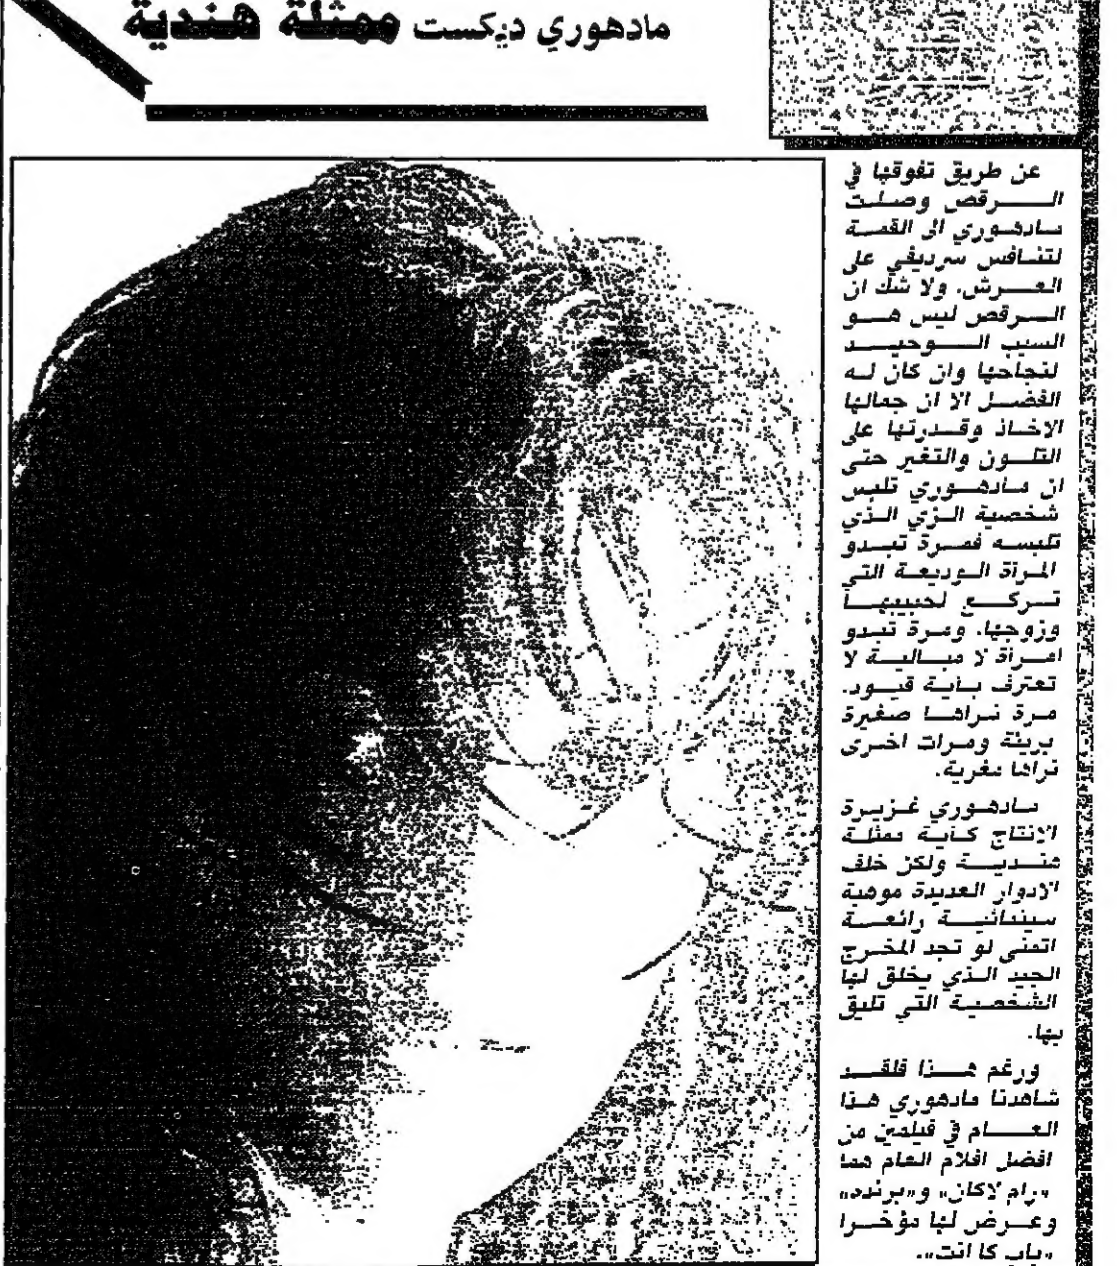 مادهوري ديكست ممثلة هندية
عن طريق تفوقها في
الرقص وصلت
مادهوري الى القمة
لتنافس سرديفي على
العرش. ولا شك ان
الرقص ليس هو
السبب الوحيد
لنجاحها وان كان له
الفضل الا ان جمالها
الاخاذ وقدرتها على
التلون والتغير حتى
ان مادهوري تلبس
شخصية الزي الذي
تلبسه فمرة تبدو
المرأة الوديعة التي
تركع لحبيبها
وزوجها. ومرة تبدو
امرأة لا مبالية لا
تعترف بأية قيود.
مرة نراها صغيرة
بريئة ومرات اخرى
نراها مغرية.
مادهوري غزيرة
الانتاج كأية ممثلة
هندية ولكن خلف
الادوار العديدة موهبة
سينمائية رائعة
اتمنى لو تجد المخرج
الجيد الذي يخلق لها
الشخصية التي تليق
بها.
ورغم هذا فلقد
شاهدنا مادهوري هذا
العام في فيلمين من
افضل افلام العام هما
«رام لاكان» و«برندد»
وعرض لها مؤخرا
«باب كا انت».